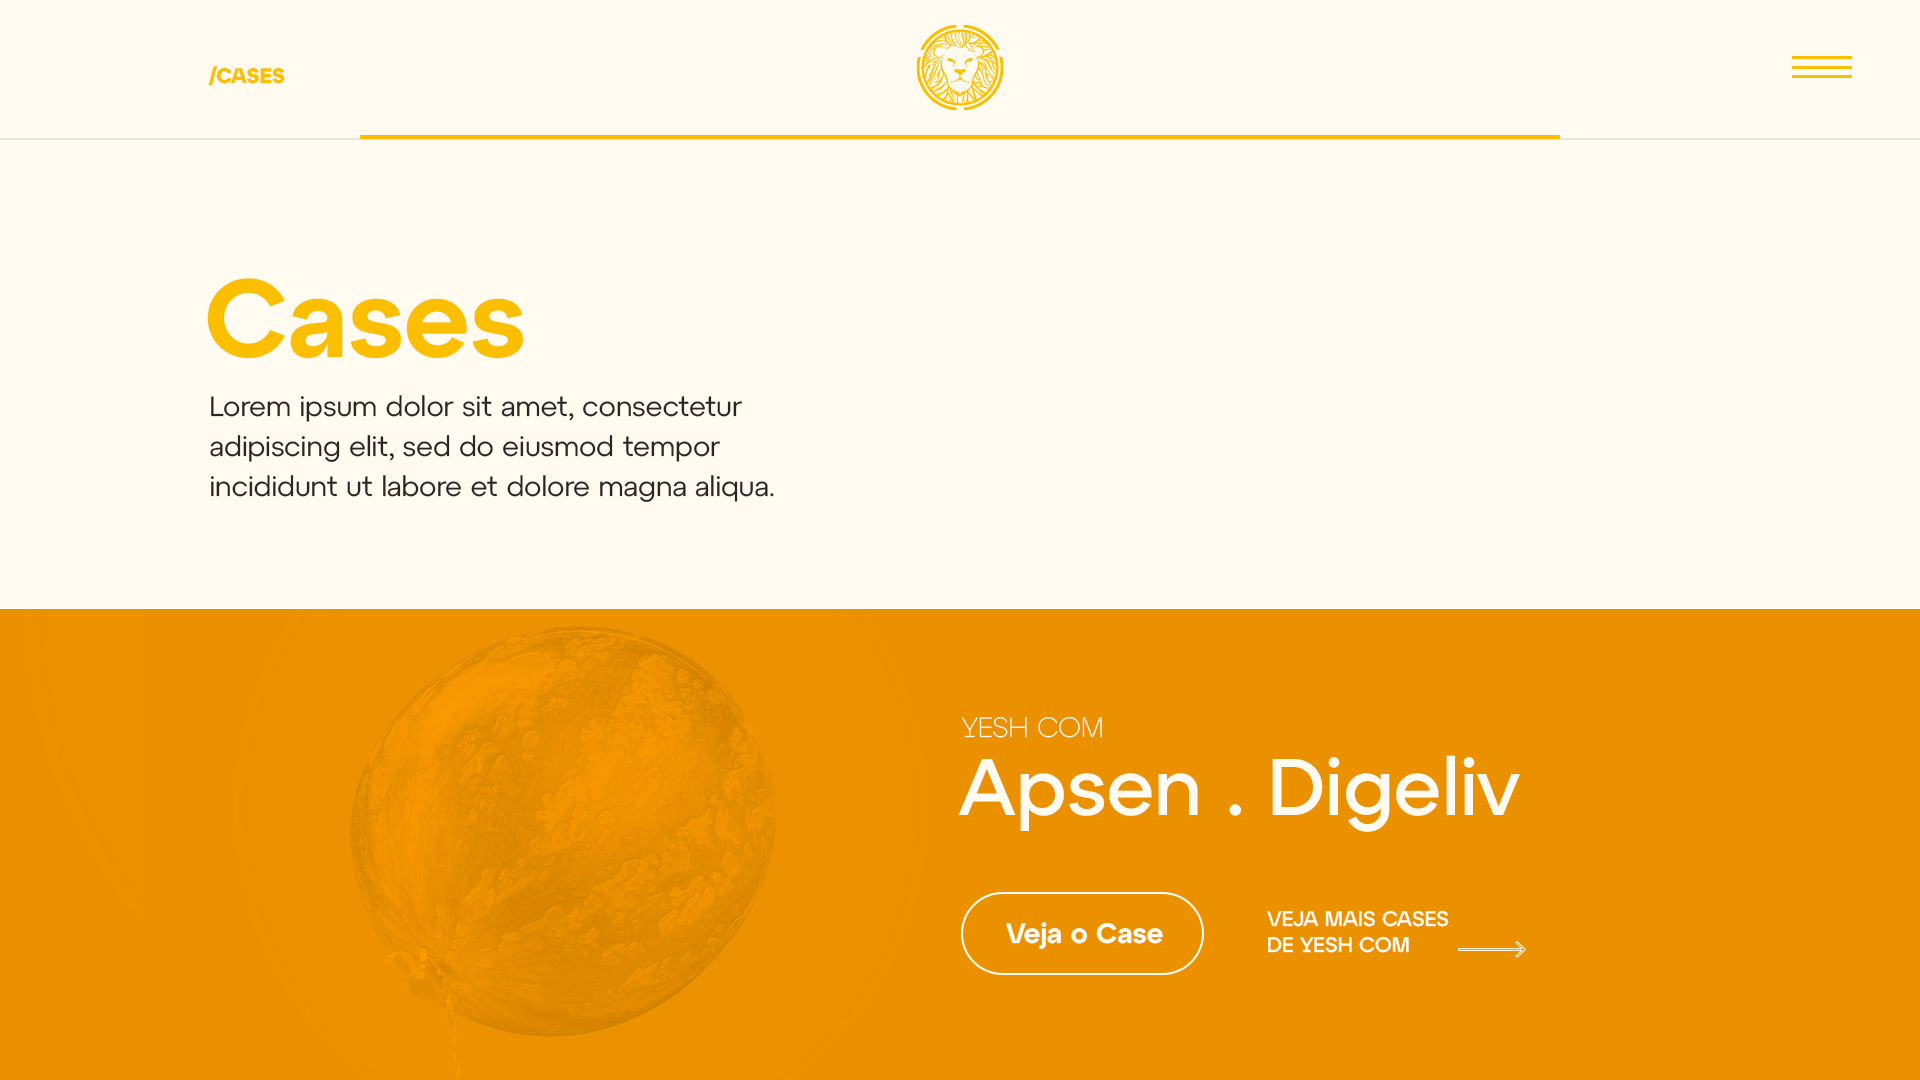 /CASES
Cases
Lorem ipsum dolor sit amet, consectetur
adipiscing elit, sed do eiusmod tempor
incididunt ut labore et dolore magna aliqua.
YESH COM
Apsen . Digeliv
Veja o Case
VEJA MAIS CASES
DE YESH COM